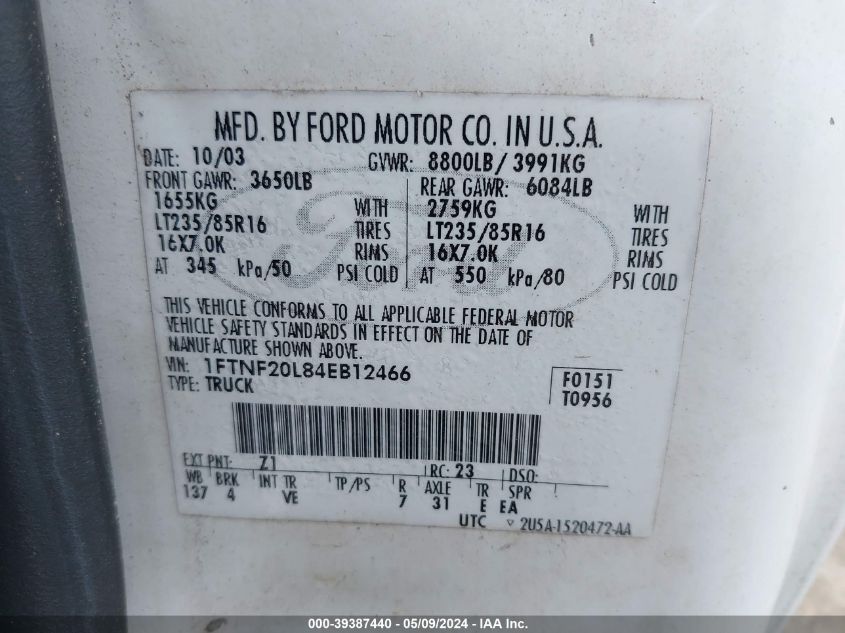 MFD. BY FORD MOTOR CO. IN U.S.A.
DATE: 10/03 GVWR: 8800LB/ 3991KG
FRONT GAWR: 3650LB REAR GAWR: 6084LB
1655KG WITH 2759KG WITH
LT235/85R16 TIRES LT235/85R16 TIRES
16X7.0K RIMS 16X7.0K RIMS
AT 345 kPa/50 PSI COLD AT 550 kPa/80 PSI COLD
THIS VEHICLE CONFORMS TO ALL APPLICABLE FEDERAL MOTOR
VEHICLE SAFETY STANDARDS IN EFFECT ON THE DATE OF
MANUFACTURE SHOWN ABOVE.
VIN: 1FTNF20L84EB12466
TYPE: TRUCK
F0151
T0956
EXT PNT: Z1 RC: 23 DSO:
WB BRK INT TR TP/PS R AXLE TR SPR
137 4 VE 7 31 E EA
UTC 2U5A-1520472-AA
000-39387440 - 05/09/2024 - IAA Inc.